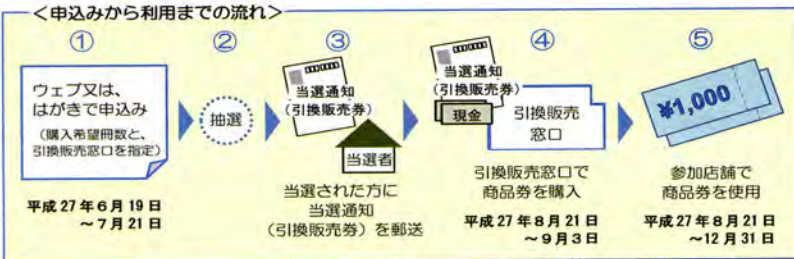 ＜申込みから利用までの流れ＞
①
ウェブ又は、
はがきで申込み
（購入希望冊数と、
引換販売窓口を指定）
平成27年6月19日
～7月21日
②
抽選
③
当選通知
（引換販売券）
当選者
当選された方に
当選通知
（引換販売券）を郵送
④
当選通知
（引換販売券）
現金
引換販売
窓口
引換販売窓口で
商品券を購入
平成27年8月21日
～9月3日
⑤
¥1,000
参加店舗で
商品券を使用
平成27年8月21日
～12月31日